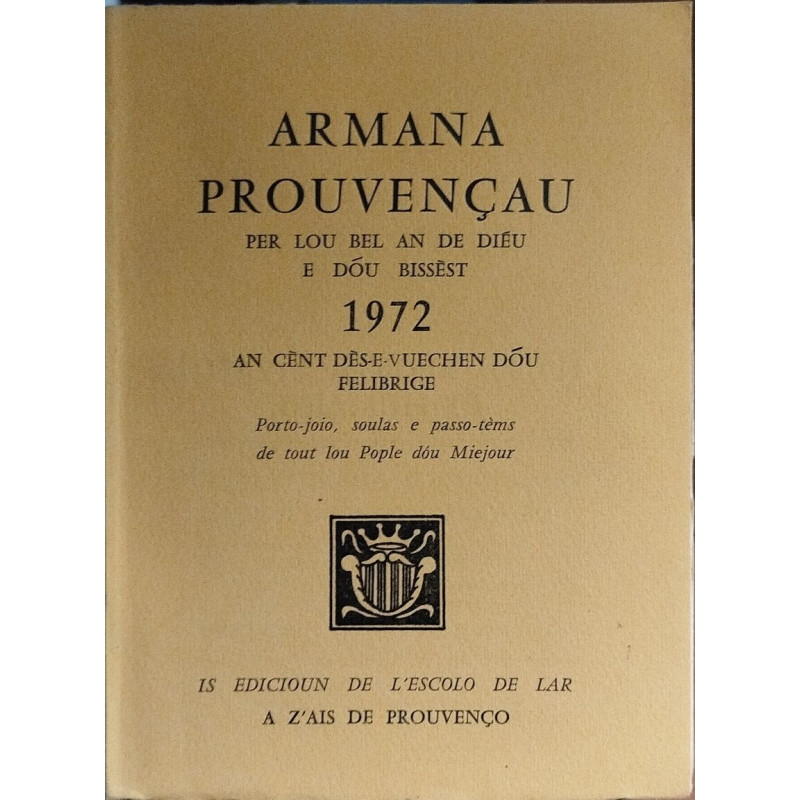 ARMANA
PROUVENÇAU
PER LOU BEL AN DE DIÉU
E DÓU BISSÈST
1972
AN CÈNT DÈS-E-VUECHEN DÓU
FELIBRIGE
Porto-joio, soulas e passo-tèms
de tout lou Pople dóu Miejour
IS EDICIOUN DE L'ESCOLO DE LAR
A Z'AIS DE PROUVENÇO